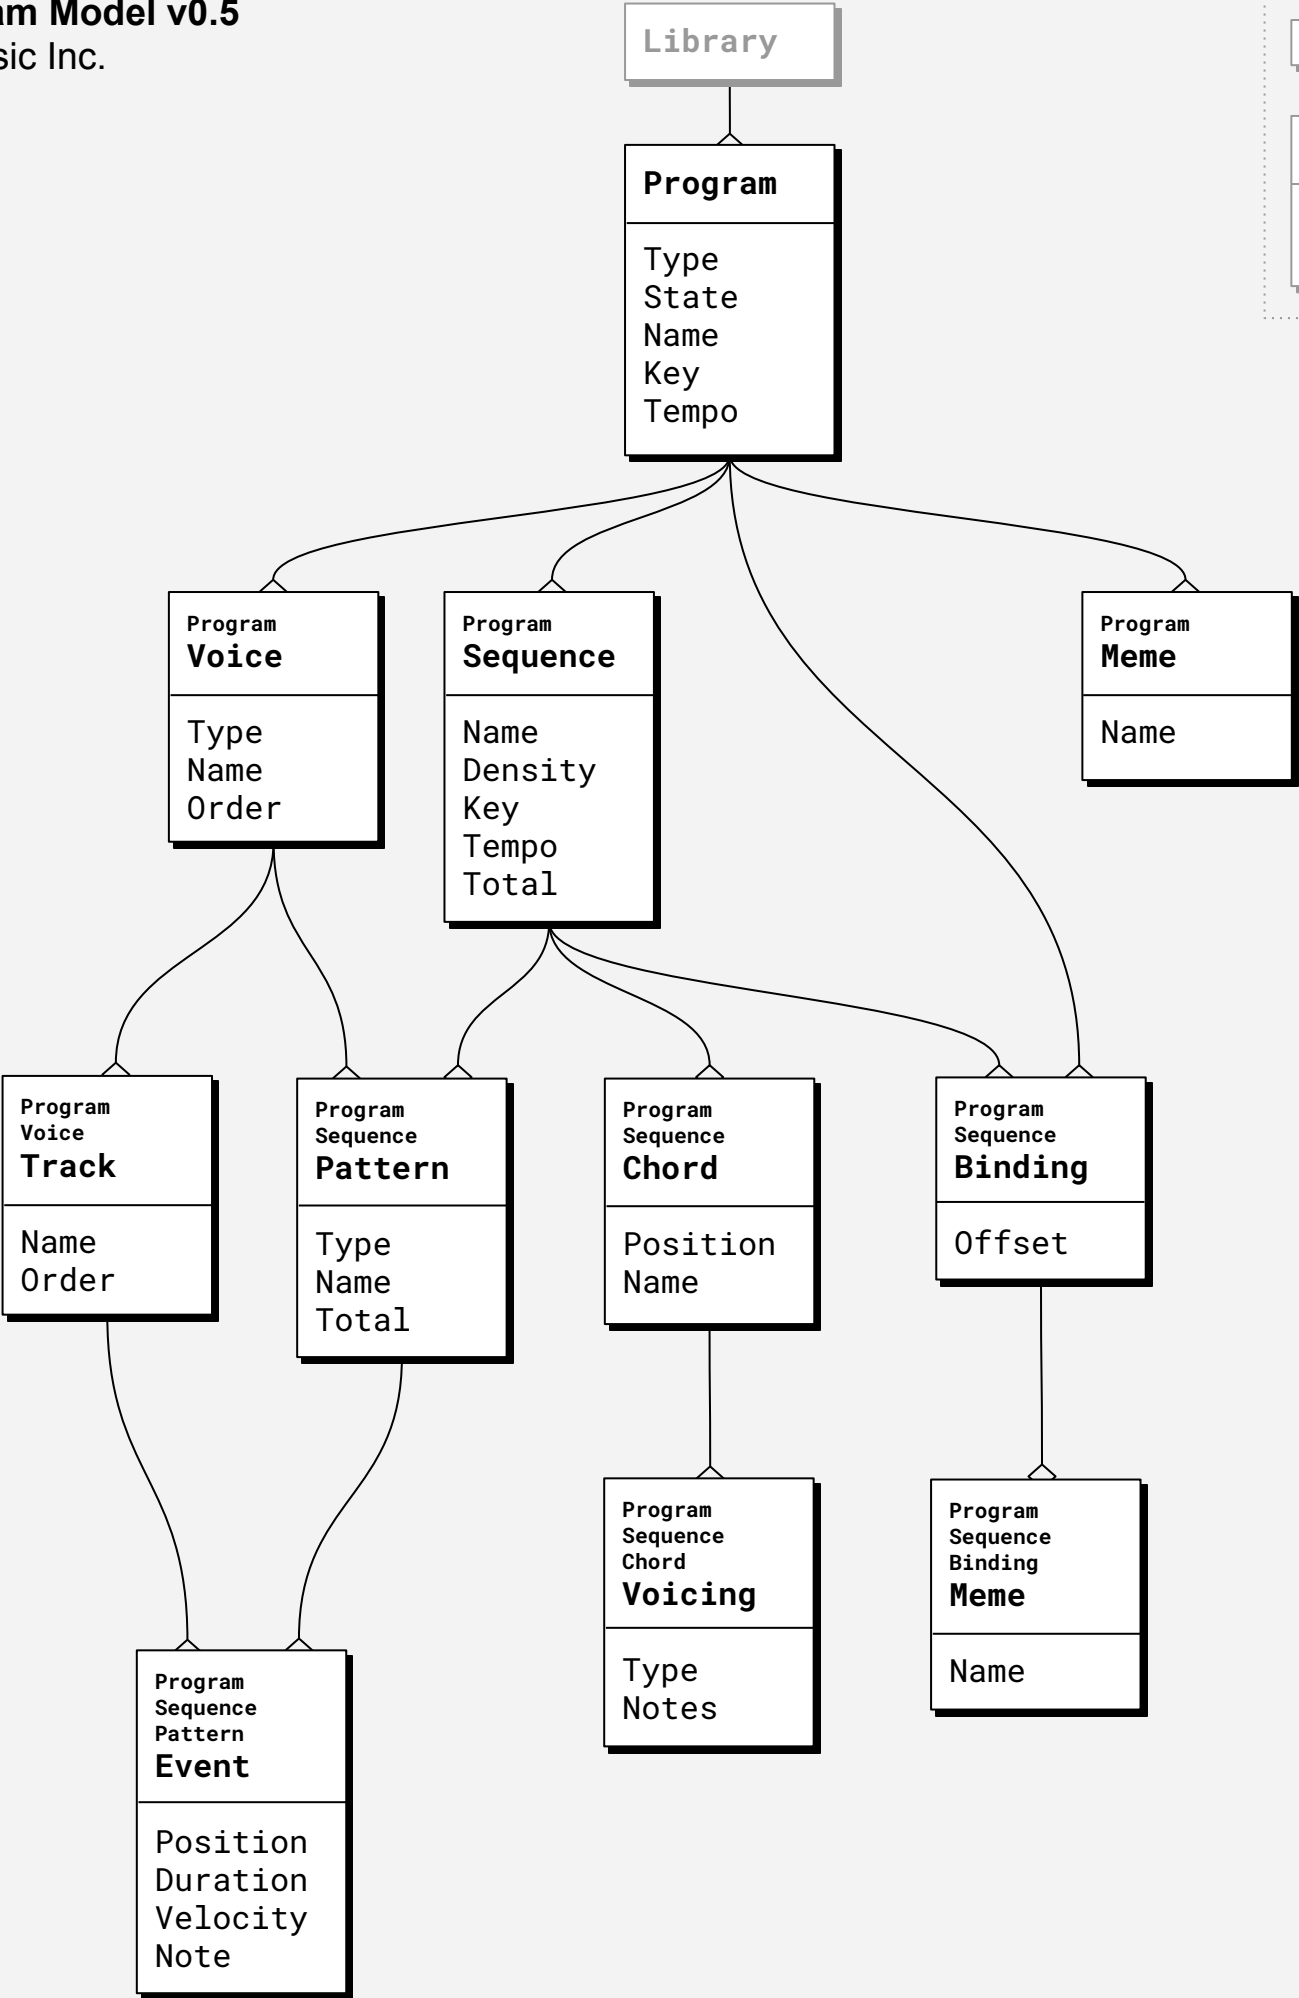 am Model v0.5
sic Inc.
Library
Program
Type
State
Name
Key
Tempo
Program
Voice
Type
Name
Order
Program
Sequence
Name
Density
Key
Tempo
Total
Program
Meme
Name
Program
Voice
Track
Name
Order
Program
Sequence
Pattern
Type
Name
Total
Program
Sequence
Chord
Position
Name
Program
Sequence
Binding
Offset
Program
Sequence
Chord
Voicing
Type
Notes
Program
Sequence
Binding
Meme
Name
Program
Sequence
Pattern
Event
Position
Duration
Velocity
Note